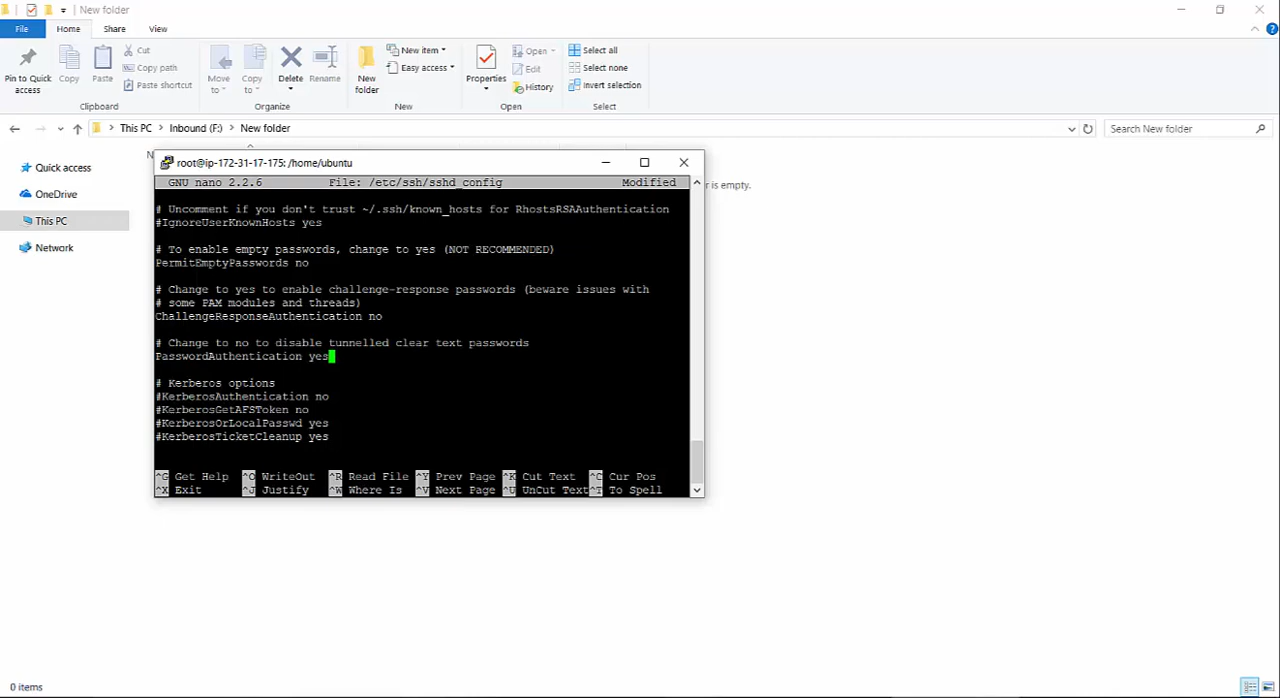 New folder
File Home Share View
Pin to Quick access
Copy
Paste
Cut
Copy path
Paste shortcut
Clipboard
Move to
Copy to
Delete
Rename
Organize
New folder
New item
Easy access
New
Properties
Open
Edit
History
Open
Select all
Select none
Invert selection
Select
This PC > Inbound (F:) > New folder
Search New folder
Quick access
OneDrive
This PC
Network
N
r is empty.
root@ip-172-31-17-175: /home/ubuntu
GNU nano 2.2.6 File: /etc/ssh/sshd_config Modified
# Uncomment if you don't trust ~/.ssh/known_hosts for RhostsRSAAuthentication
#IgnoreUserKnownHosts yes
# To enable empty passwords, change to yes (NOT RECOMMENDED)
PermitEmptyPasswords no
# Change to yes to enable challenge-response passwords (beware issues with
# some PAM modules and threads)
ChallengeResponseAuthentication no
# Change to no to disable tunnelled clear text passwords
PasswordAuthentication yes
# Kerberos options
#KerberosAuthentication no
#KerberosGetAFSToken no
#KerberosOrLocalPasswd yes
#KerberosTicketCleanup yes
^G Get Help ^O WriteOut ^R Read File ^Y Prev Page ^K Cut Text ^C Cur Pos
^X Exit ^J Justify ^W Where Is ^V Next Page ^U UnCut Text ^T To Spell
0 items